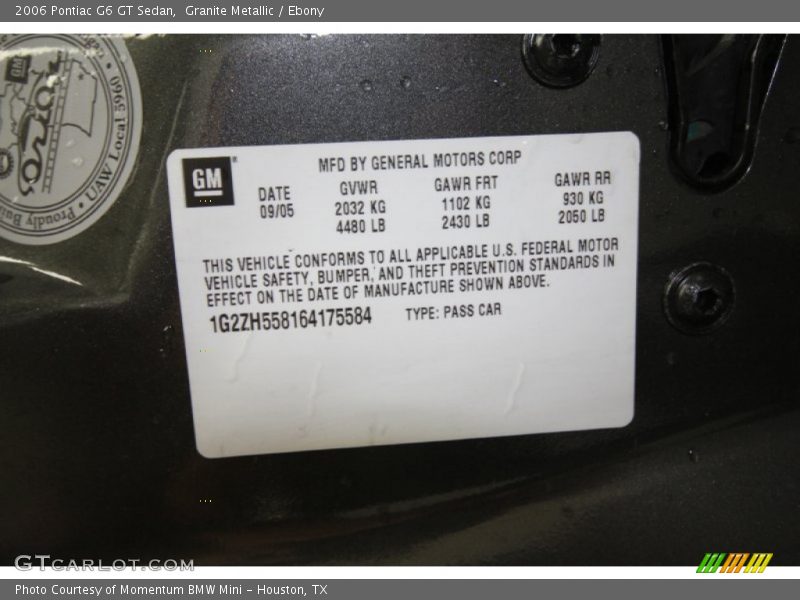 2006 Pontiac G6 GT Sedan,  Granite Metallic / Ebony
GM
Proudly Buil
UAW Local 5960
GM
MFD BY GENERAL MOTORS CORP
DATE GVWR GAWR FRT GAWR RR
09/05 2032 KG 1102 KG 930 KG
4480 LB 2430 LB 2050 LB
THIS VEHICLE CONFORMS TO ALL APPLICABLE U.S. FEDERAL MOTOR
VEHICLE SAFETY, BUMPER, AND THEFT PREVENTION STANDARDS IN
EFFECT ON THE DATE OF MANUFACTURE SHOWN ABOVE.
1G2ZH558164175584 TYPE: PASS CAR
GTCARLOT.COM
Photo Courtesy of Momentum BMW Mini - Houston, TX